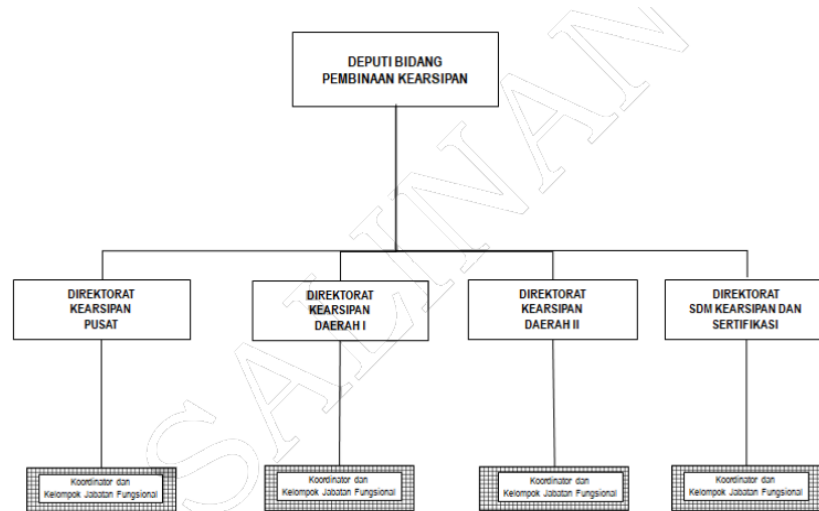 DEPUTI BIDANG
PEMBINAAN KEARSIPAN
SALINAN
DIREKTORAT
KEARSIPAN
PUSAT
DIREKTORAT
KEARSIPAN
DAERAH I
DIREKTORAT
KEARSIPAN
DAERAH II
DIREKTORAT
SDM KEARSIPAN DAN
SERTIFIKASI
Koordinator dan
Kelompok Jabatan Fungsional
Koordinator dan
Kelompok Jabatan Fungsional
Koordinator dan
Kelompok Jabatan Fungsional
Koordinator dan
Kelompok Jabatan Fungsional